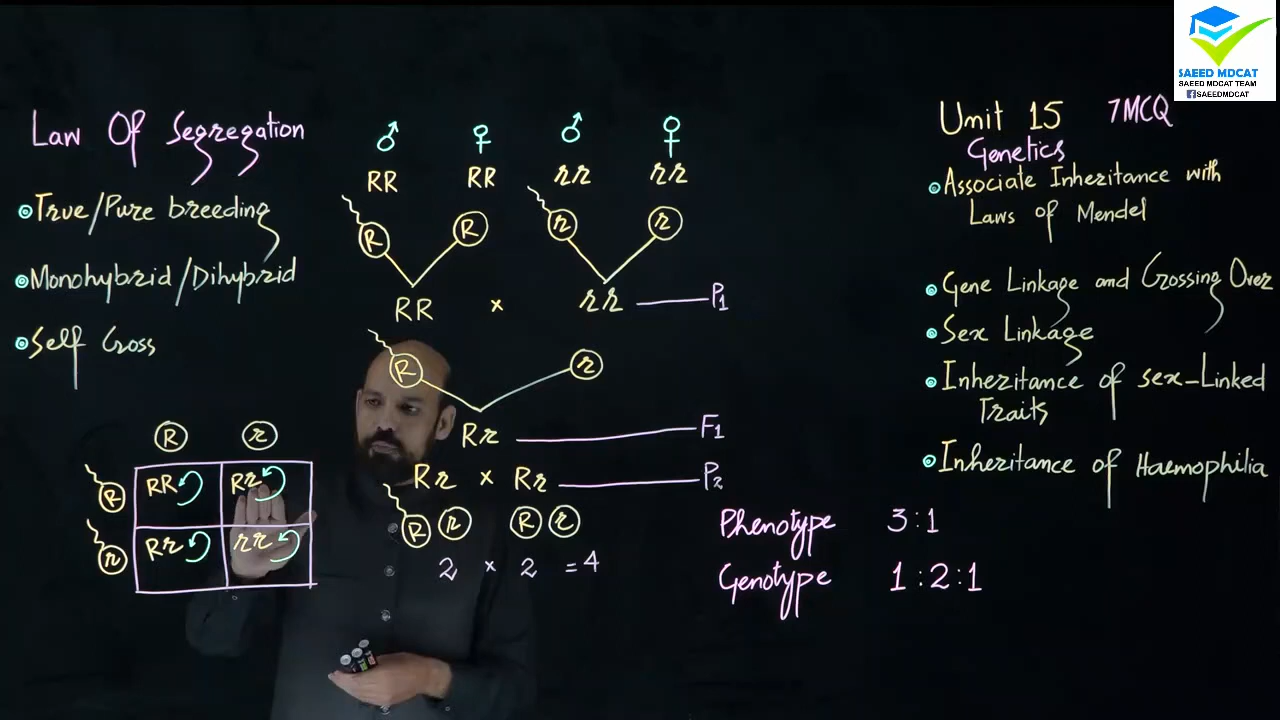 SAEED MDCAT
SAEED MDCAT TEAM
SAEEDMDCAT
Law Of Segregation
True/Pure breeding
Monohybrid/Dihybrid
Self Cross
♂ ♀ ♂ ♀
RR RR rr rr
R R r r
RR × rr P1
R r
Rr F1
Rr × Rr P2
R r R r
2 × 2 = 4
R r
R RR Rr
r Rr rr
Phenotype 3:1
Genotype 1:2:1
Unit 15 7MCQ
Genetics
Associate Inheritance with
Laws of Mendel
Gene Linkage and Crossing Over
Sex Linkage
Inheritance of sex-Linked
Traits
Inheritance of Haemophilia